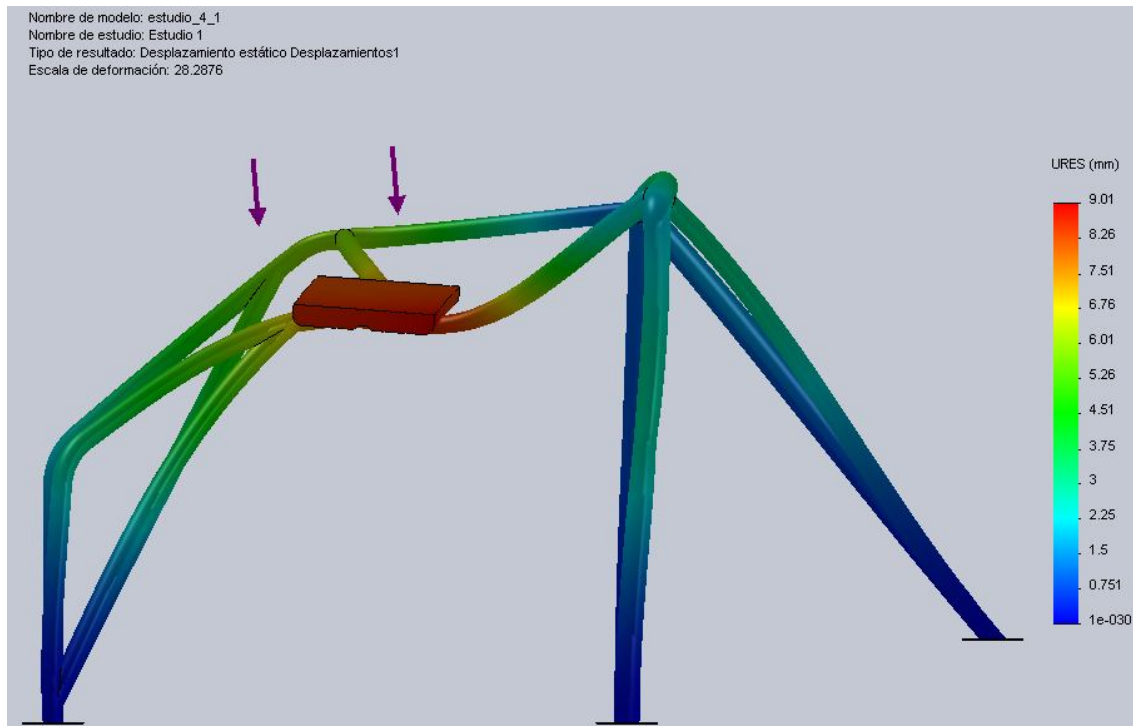 Nombre de modelo: estudio_4_1
Nombre de estudio: Estudio 1
Tipo de resultado: Desplazamiento estático Desplazamientos1
Escala de deformación: 28.2876
URES (mm)
9.01
8.26
7.51
6.76
6.01
5.26
4.51
3.75
3
2.25
1.5
0.751
1e-030